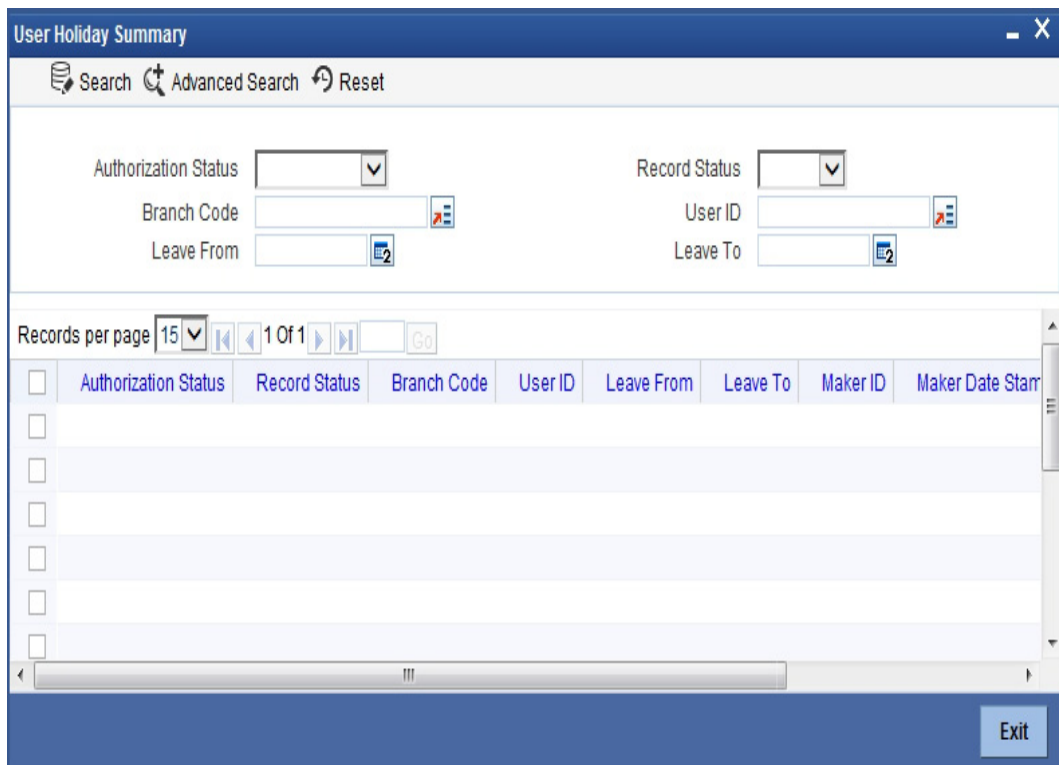 User Holiday Summary
Search Advanced Search Reset
Authorization Status Record Status
Branch Code User ID
Leave From 2 Leave To 2
Records per page 15 1 Of 1 Go
Authorization Status Record Status Branch Code User ID Leave From Leave To Maker ID Maker Date Stam
Exit